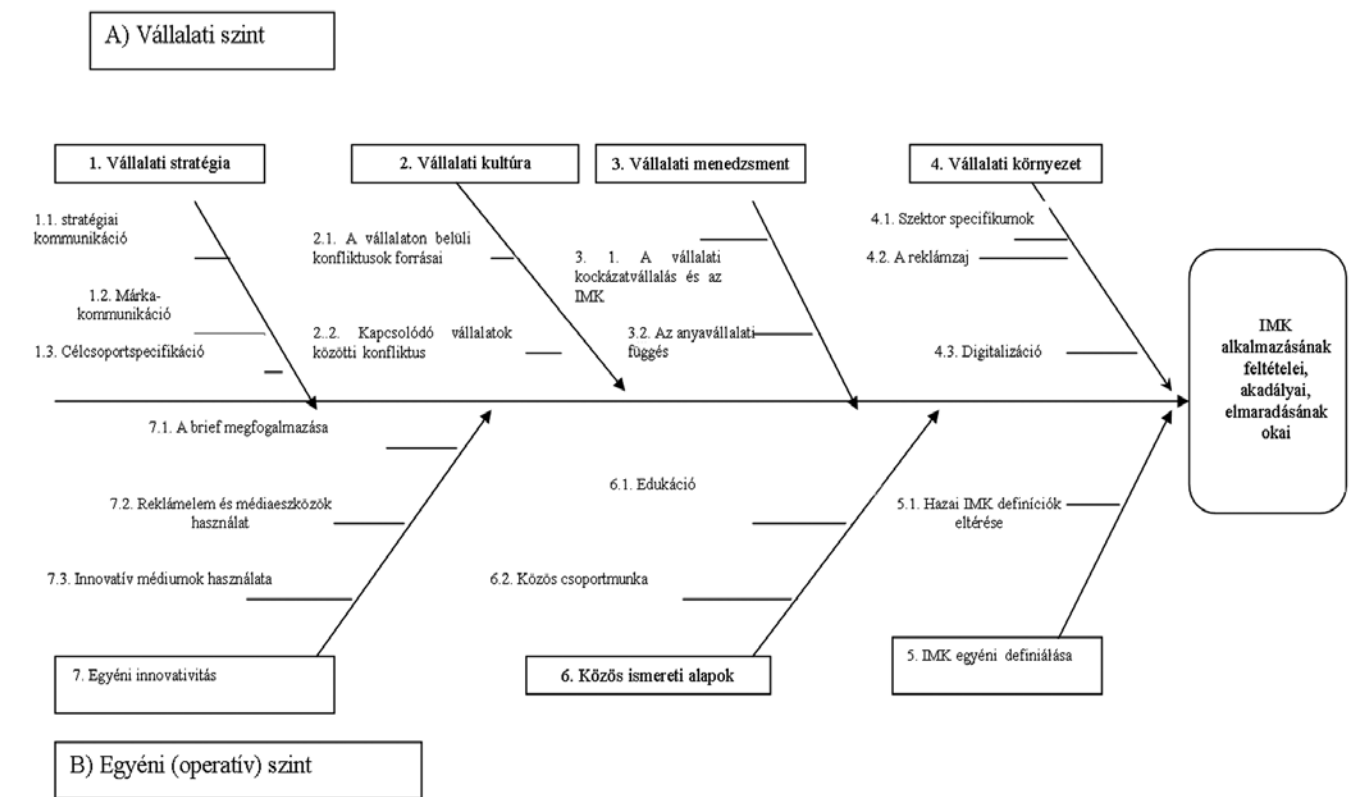 A) Vállalati szint
1. Vállalati stratégia
2. Vállalati kultúra
3. Vállalati menedzsment
4. Vállalati környezet
1.1. stratégiai
kommunikáció
1.2. Márka-
kommunikáció
1.3. Célcsoportspecifikáció
2.1. A vállalaton belüli
konfliktusok forrásai
2..2. Kapcsolódó vállalatok
közötti konfliktus
3. 1. A vállalati
kockázatvállalás és az
IMK
3.2. Az anyavállalati
függés
4.1. Szektor specifikumok
4.2. A reklámzaj
4.3. Digitalizáció
IMK
alkalmazásának
feltételei,
akadályai,
elmaradásának
okai
7.1. A brief megfogalmazása
7.2. Reklámelem és médiaeszközök
használat
7.3. Innovatív médiumok használata
6.1. Edukáció
6.2. Közös csoportmunka
5.1. Hazai IMK definíciók
eltérése
7. Egyéni innovativitás
6. Közös ismereti alapok
5. IMK egyéni definiálása
B) Egyéni (operatív) szint